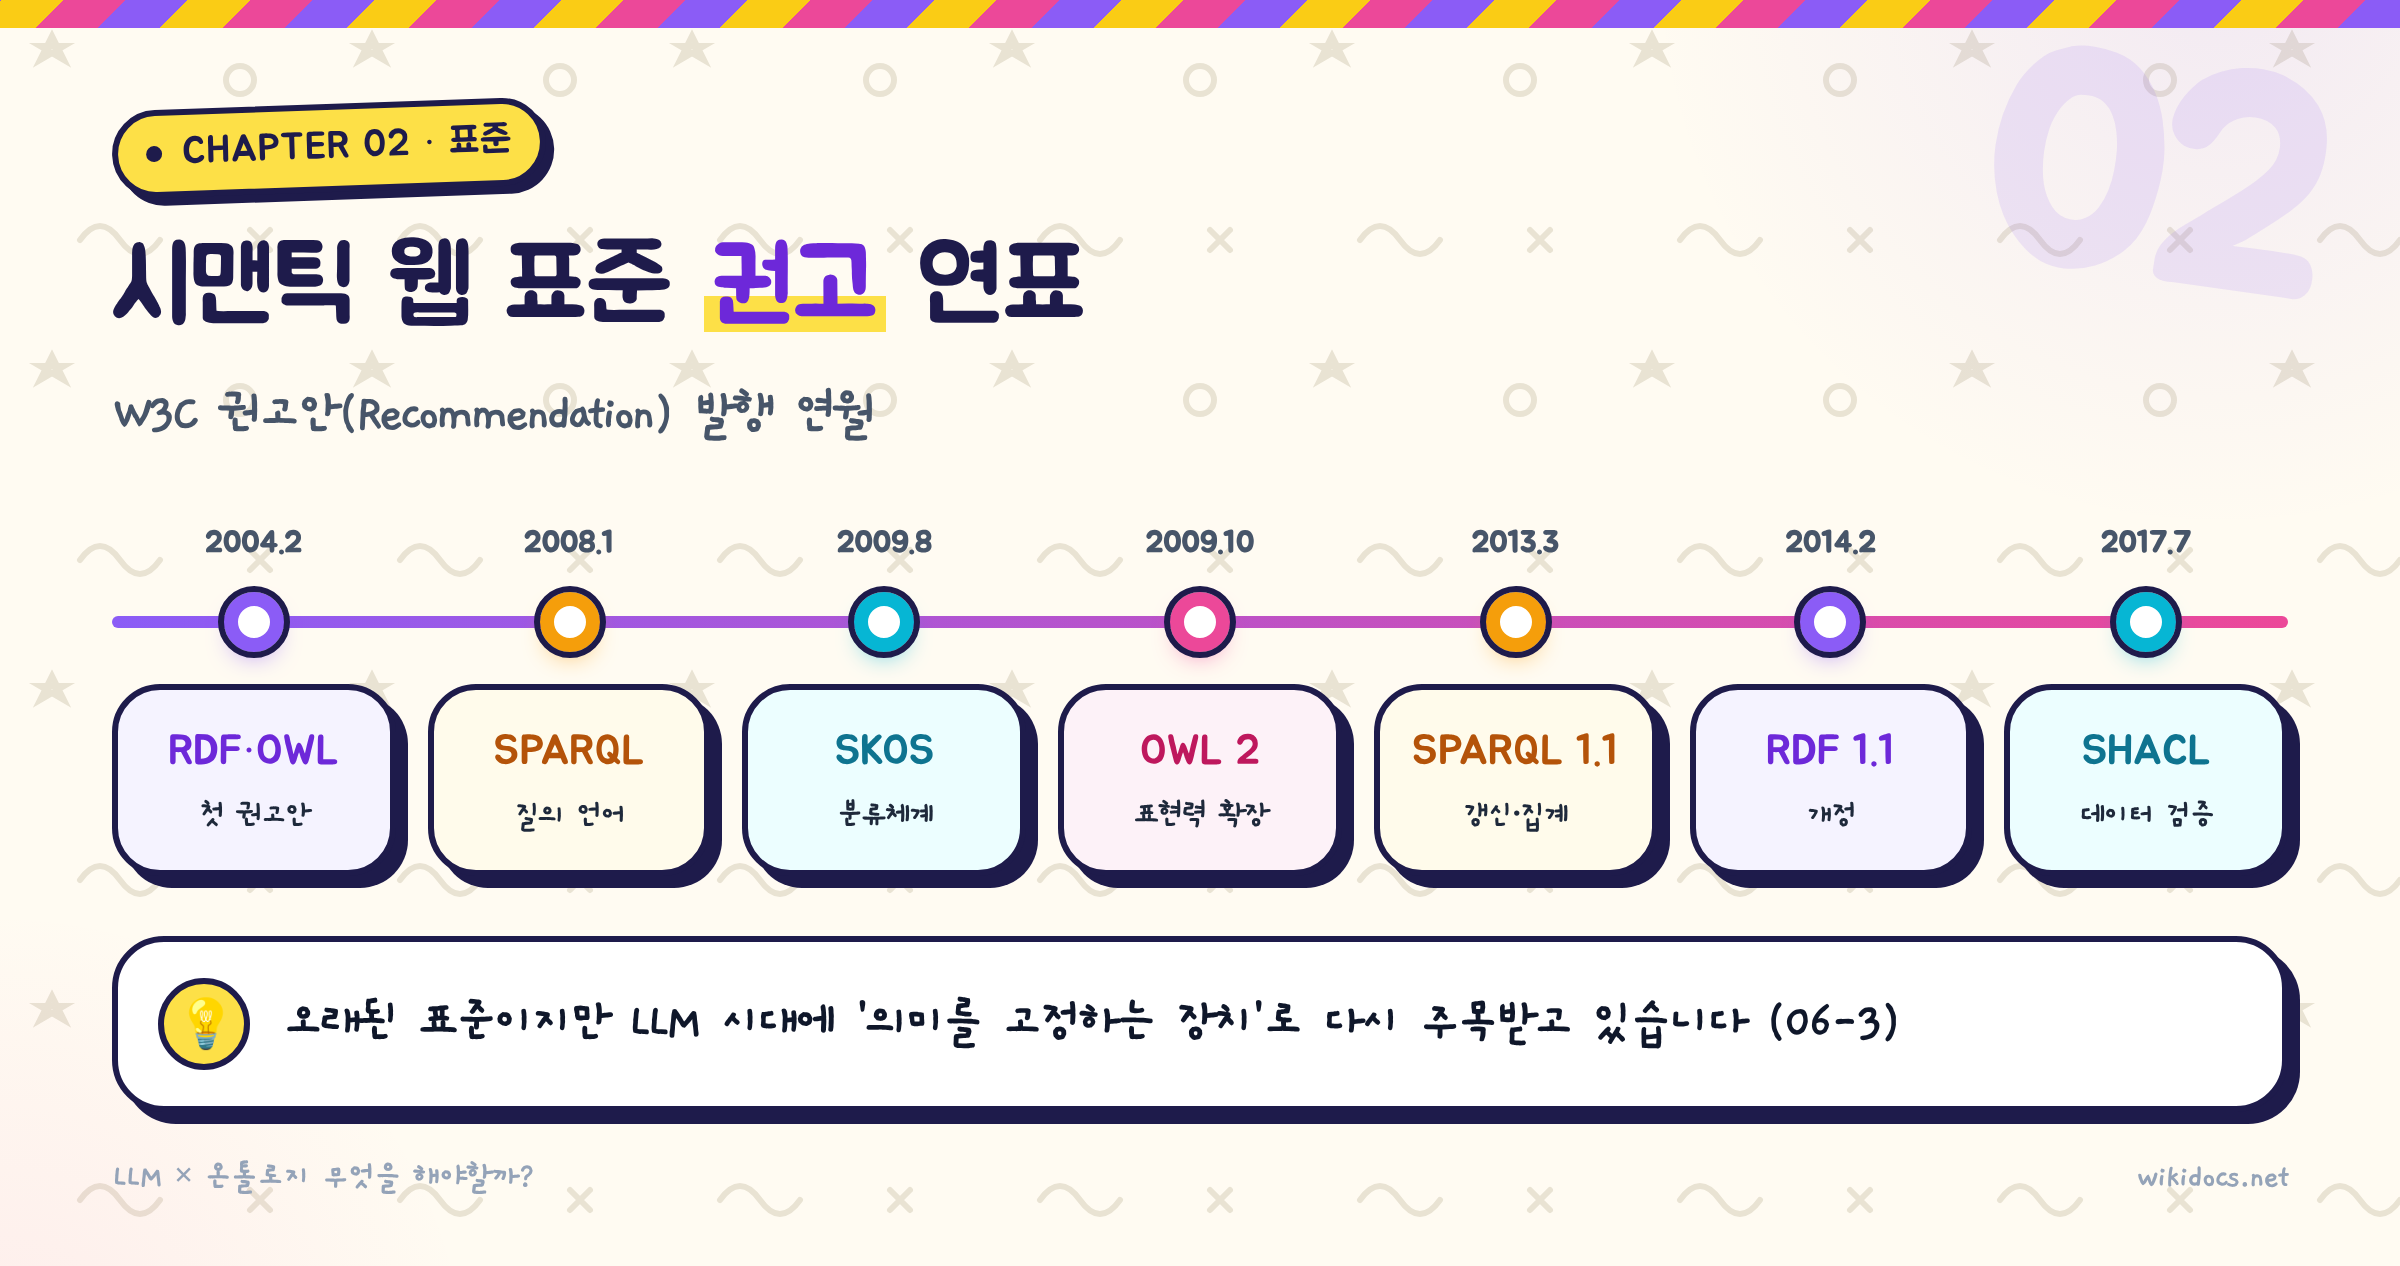 CHAPTER 02 · 표준
02
시맨틱 웹 표준 권고 연표
W3C 권고안(Recommendation) 발행 연월
2004.2
2008.1
2009.8
2009.10
2013.3
2014.2
2017.7
RDF·OWL
첫 권고안
SPARQL
질의 언어
SKOS
분류체계
OWL 2
표현력 확장
SPARQL 1.1
갱신·집계
RDF 1.1
개정
SHACL
데이터 검증
오래된 표준이지만 LLM 시대에 '의미를 고정하는 장치'로 다시 주목받고 있습니다 (06-3)
LLM × 온톨로지 무엇을 해야할까?
wikidocs.net